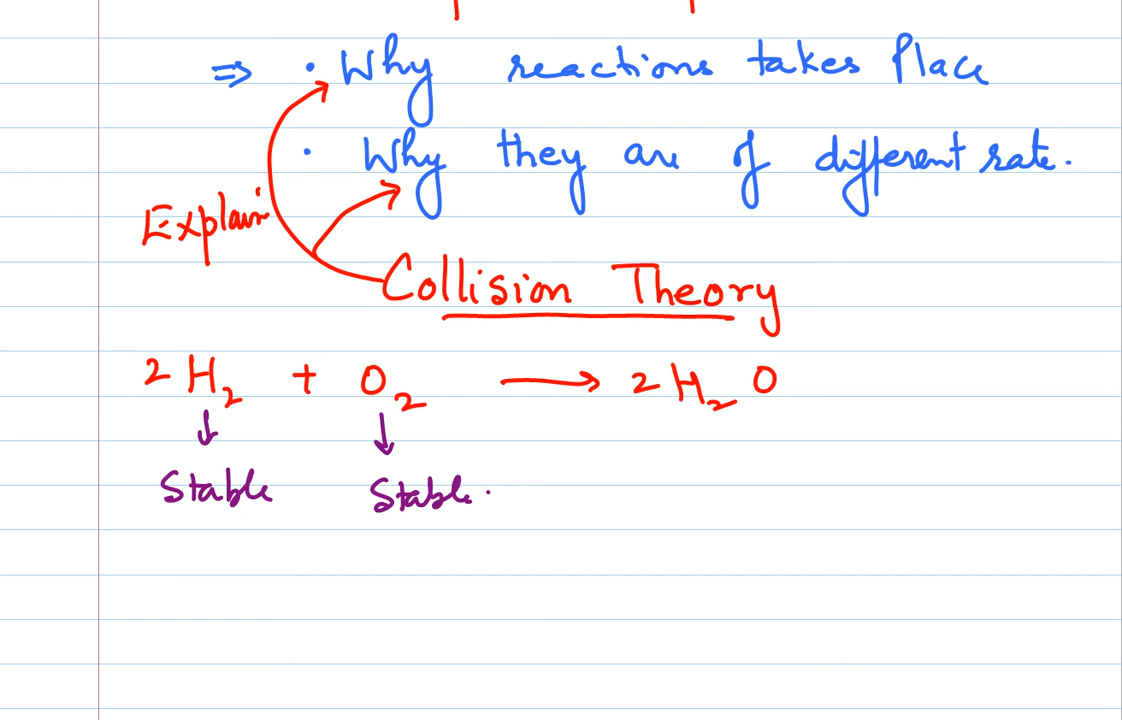 ⇒ · Why reactions takes Place
· Why they are of different rate.
Explain
Collision Theory
2 H₂ + O₂ → 2 H₂ O
↓ ↓
Stable Stable.